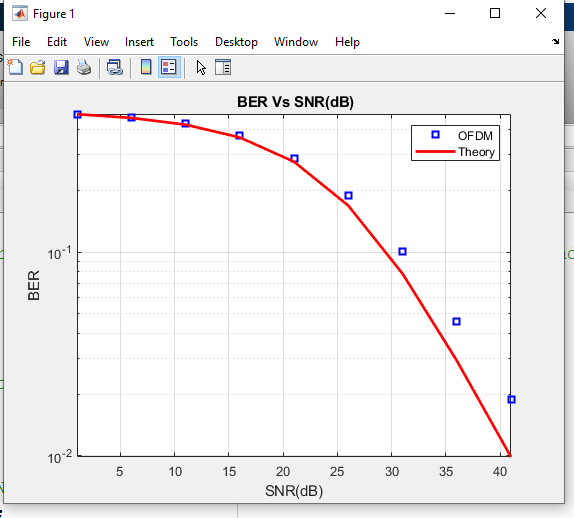 Figure 1
File Edit View Insert Tools Desktop Window Help
BER Vs SNR(dB)
OFDM
Theory
10-1
10-2
BER
5 10 15 20 25 30 35 40
SNR(dB)